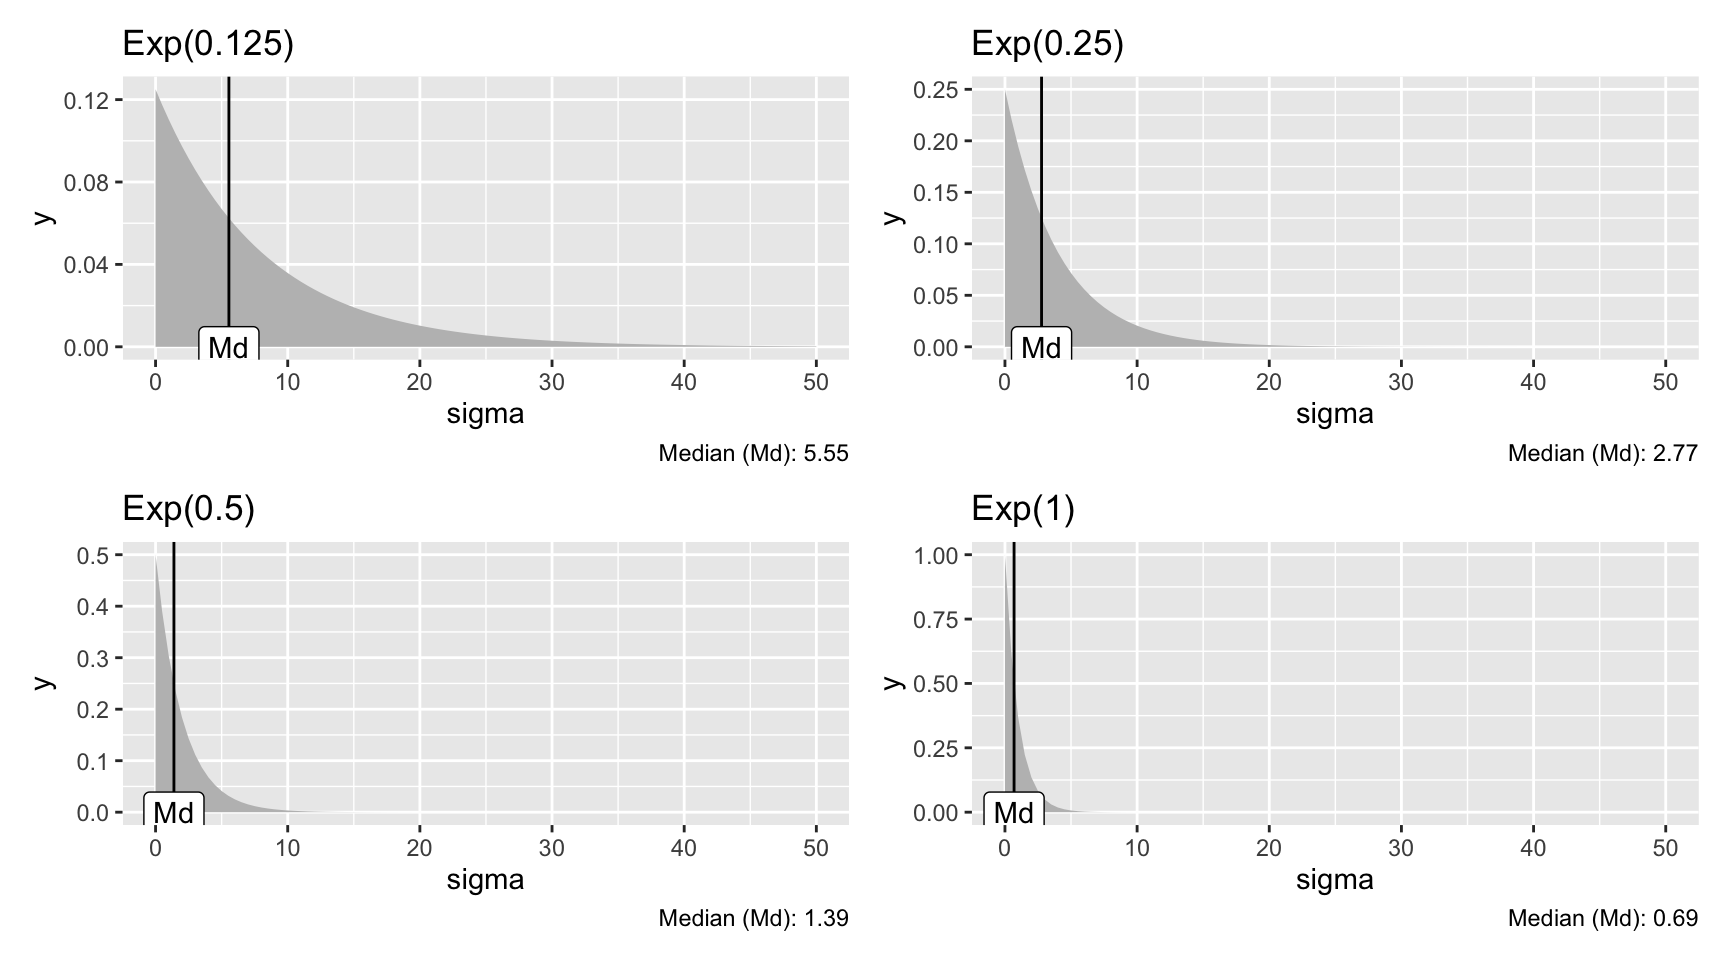 Exp(0.125)
0.12
0.08
0.04
0.00
y
Md
0 10 20 30 40 50
sigma
Median (Md): 5.55
Exp(0.25)
0.25
0.20
0.15
0.10
0.05
0.00
y
Md
0 10 20 30 40 50
sigma
Median (Md): 2.77
Exp(0.5)
0.5
0.4
0.3
0.2
0.1
0.0
y
Md
0 10 20 30 40 50
sigma
Median (Md): 1.39
Exp(1)
1.00
0.75
0.50
0.25
0.00
y
Md
0 10 20 30 40 50
sigma
Median (Md): 0.69